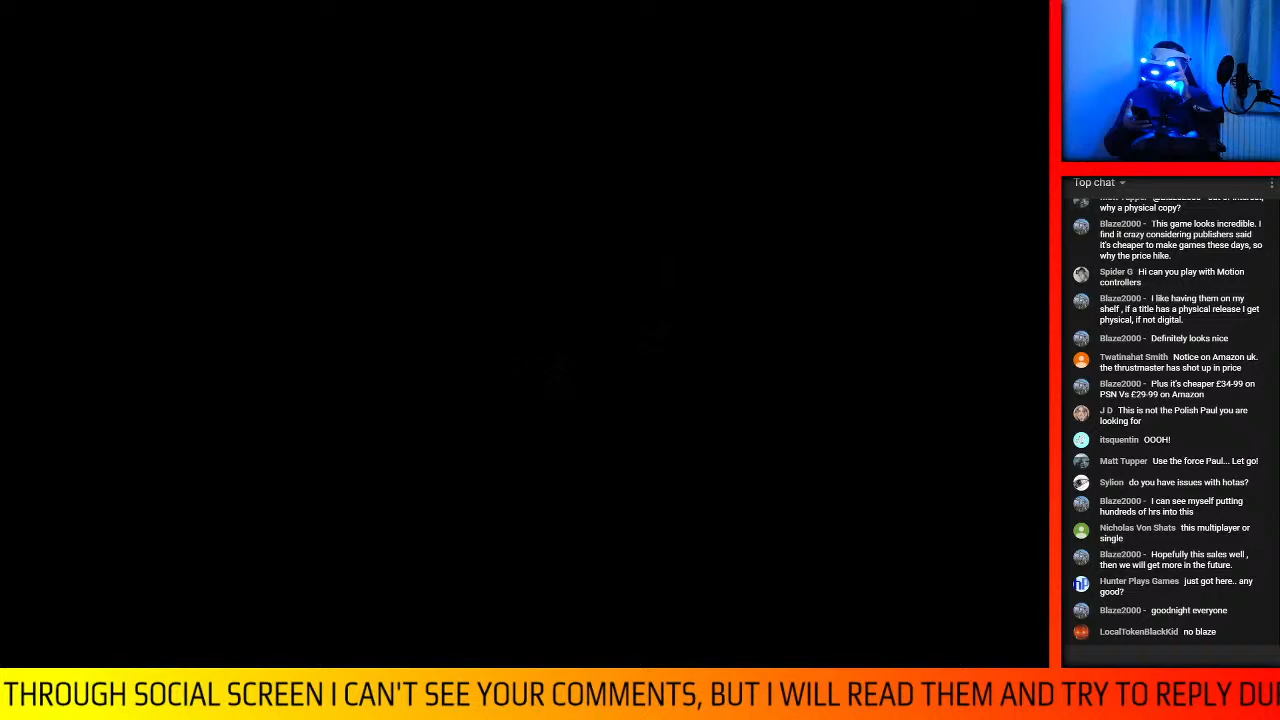 Top chat
why a physical copy?
Blaze2000 - This game looks incredible. I
find it crazy considering publishers said
it's cheaper to make games these days, so
why the price hike.
Spider G Hi can you play with Motion
controllers
Blaze2000 - I like having them on my
shelf , if a title has a physical release I get
physical, if not digital.
Blaze2000 - Definitely looks nice
Twatinahat Smith Notice on Amazon uk.
the thrustmaster has shot up in price
Blaze2000 - Plus it's cheaper £34-99 on
PSN Vs £29-99 on Amazon
J D This is not the Polish Paul you are
looking for
itsquentin OOOH!
Matt Tupper Use the force Paul... Let go!
Sylion do you have issues with hotas?
Blaze2000 - I can see myself putting
hundreds of hrs into this
Nicholas Von Shats this multiplayer or
single
Blaze2000 - Hopefully this sales well ,
then we will get more in the future.
Hunter Plays Games just got here.. any
good?
Blaze2000 - goodnight everyone
LocalTokenBlackKid no blaze
THROUGH SOCIAL SCREEN I CAN'T SEE YOUR COMMENTS, BUT I WILL READ THEM AND TRY TO REPLY DU